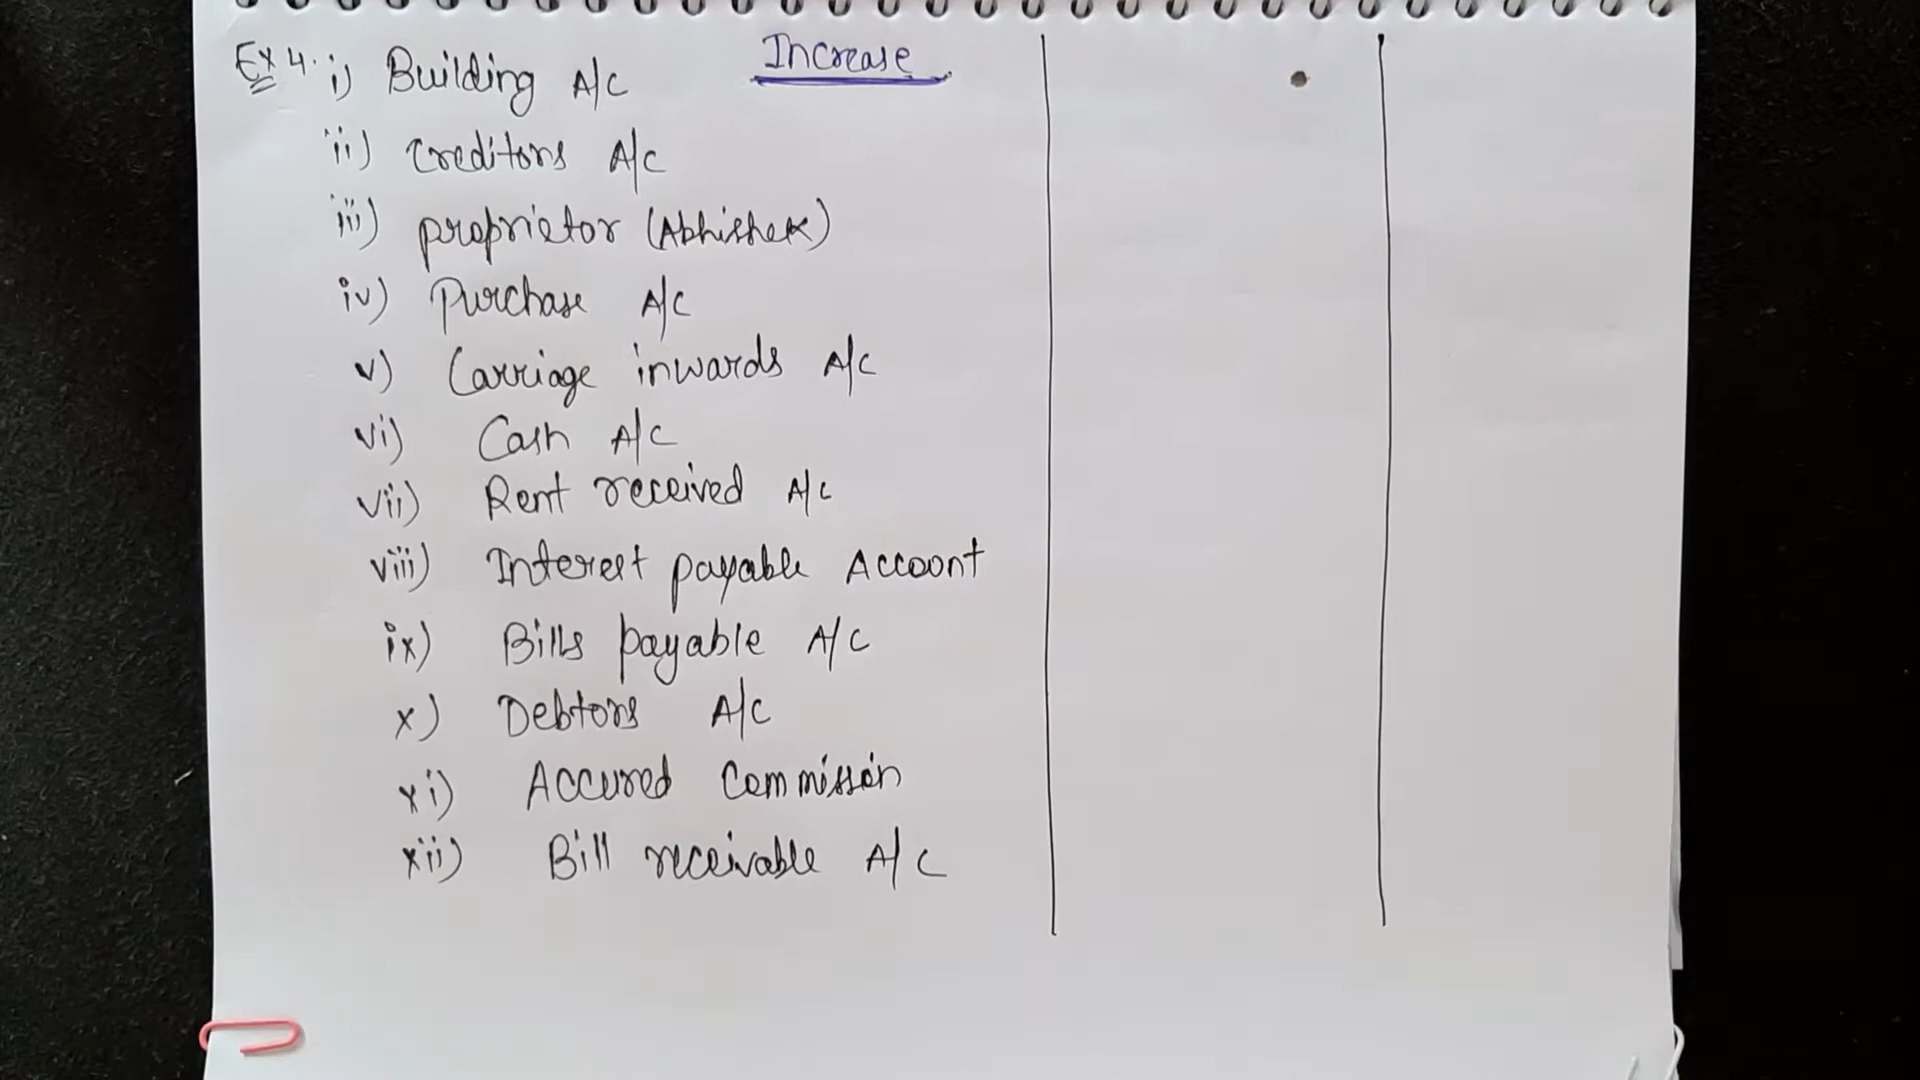 Ex 4. i) Building A/C Increase
ii) Creditors A/C
iii) proprietor (Abhishek)
iv) Purchase A/C
v) Carriage inwards A/C
vi) Cash A/C
vii) Rent received A/C
viii) Interest payable Account
ix) Bills payable A/C
x) Debtors A/C
xi) Accured Commission
xii) Bill receivable A/C